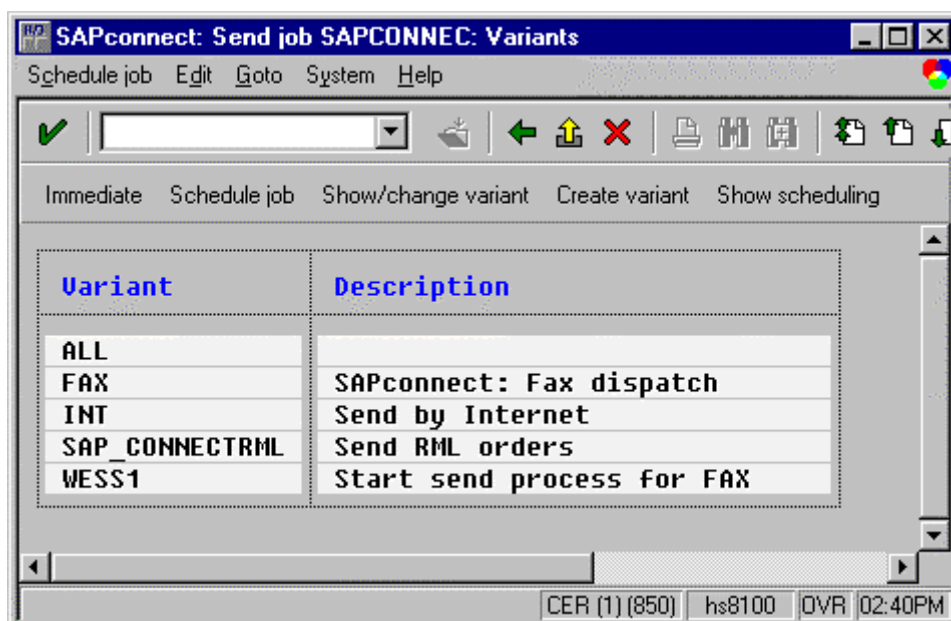 SAPconnect: Send job SAPCONNEC: Variants
Schedule job Edit Goto System Help
Immediate Schedule job Show/change variant Create variant Show scheduling
Variant Description
ALL
FAX SAPconnect: Fax dispatch
INT Send by Internet
SAP_CONNECTRML Send RML orders
WESS1 Start send process for FAX
CER (1) (850) hs8100 OVR 02:40PM